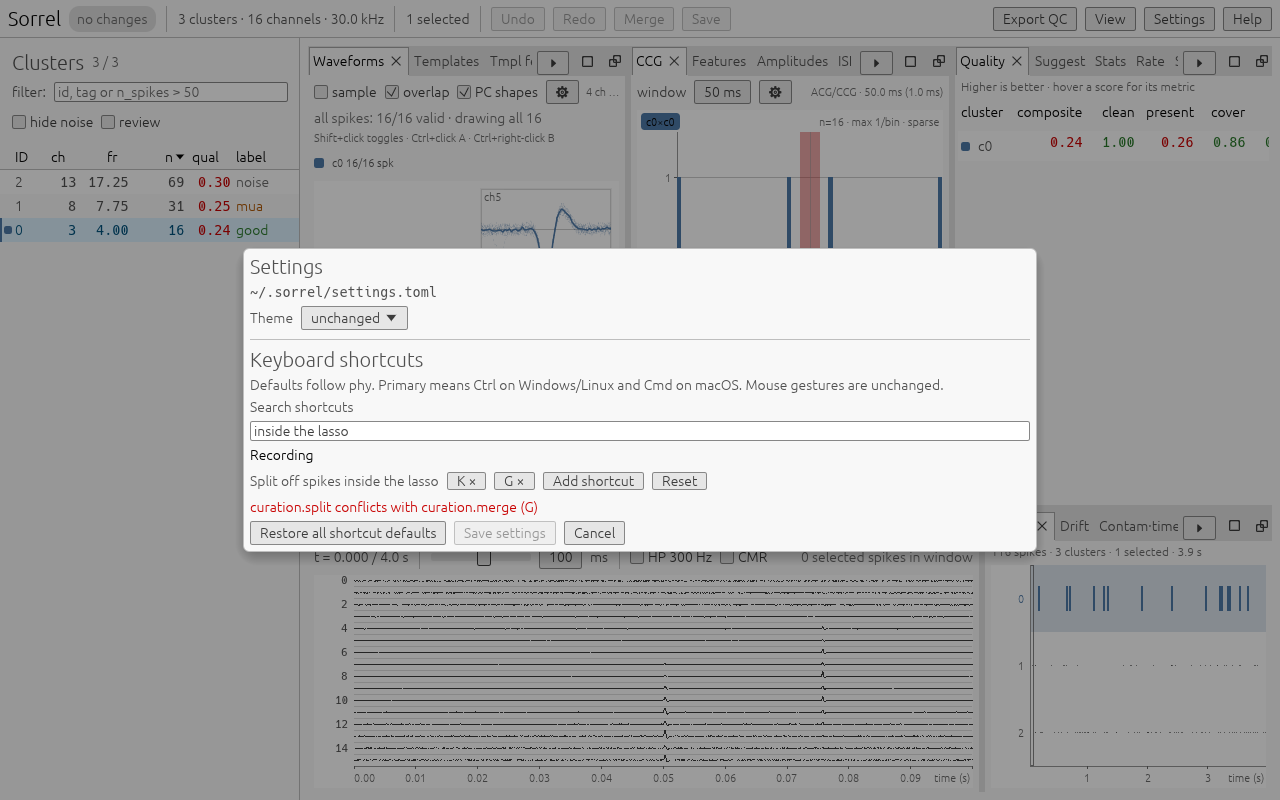 Sorrel no changes 3 clusters · 16 channels · 30.0 kHz 1 selected Undo Redo Merge Save Export QC View Settings Help
Clusters 3 / 3
filter: id, tag or n_spikes > 50
hide noise review
ID ch fr n qual label
2 13 17.25 69 0.30 noise
1 8 7.75 31 0.25 mua
0 3 4.00 16 0.24 good
Waveforms Templates Tmpl
sample overlap PC shapes 4 ch ...
all spikes: 16/16 valid · drawing all 16
Shift+click toggles · Ctrl+click A · Ctrl+right-click B
c0 16/16 spk
ch5
CCG Features Amplitudes ISI
window 50 ms ACG/CCG · 50.0 ms (1.0 ms)
c0×c0 n=16 · max 1/bin · sparse
1
Quality Suggest Stats Rate
Higher is better · hover a score for its metric
cluster composite clean present cover
c0 0.24 1.00 0.26 0.86
Settings
~/.sorrel/settings.toml
Theme unchanged
Keyboard shortcuts
Defaults follow phy. Primary means Ctrl on Windows/Linux and Cmd on macOS. Mouse gestures are unchanged.
Search shortcuts
inside the lasso
Recording
Split off spikes inside the lasso K × G × Add shortcut Reset
curation.split conflicts with curation.merge (G)
Restore all shortcut defaults Save settings Cancel
t = 0.000 / 4.0 s 100 ms HP 300 Hz CMR 0 selected spikes in window
0
2
4
6
8
10
12
14
0.00 0.01 0.02 0.03 0.04 0.05 0.06 0.07 0.08 0.09 time (s)
Drift Contam-time
116 spikes · 3 clusters · 1 selected · 3.9 s
0
1
2
1 2 3 time (s)